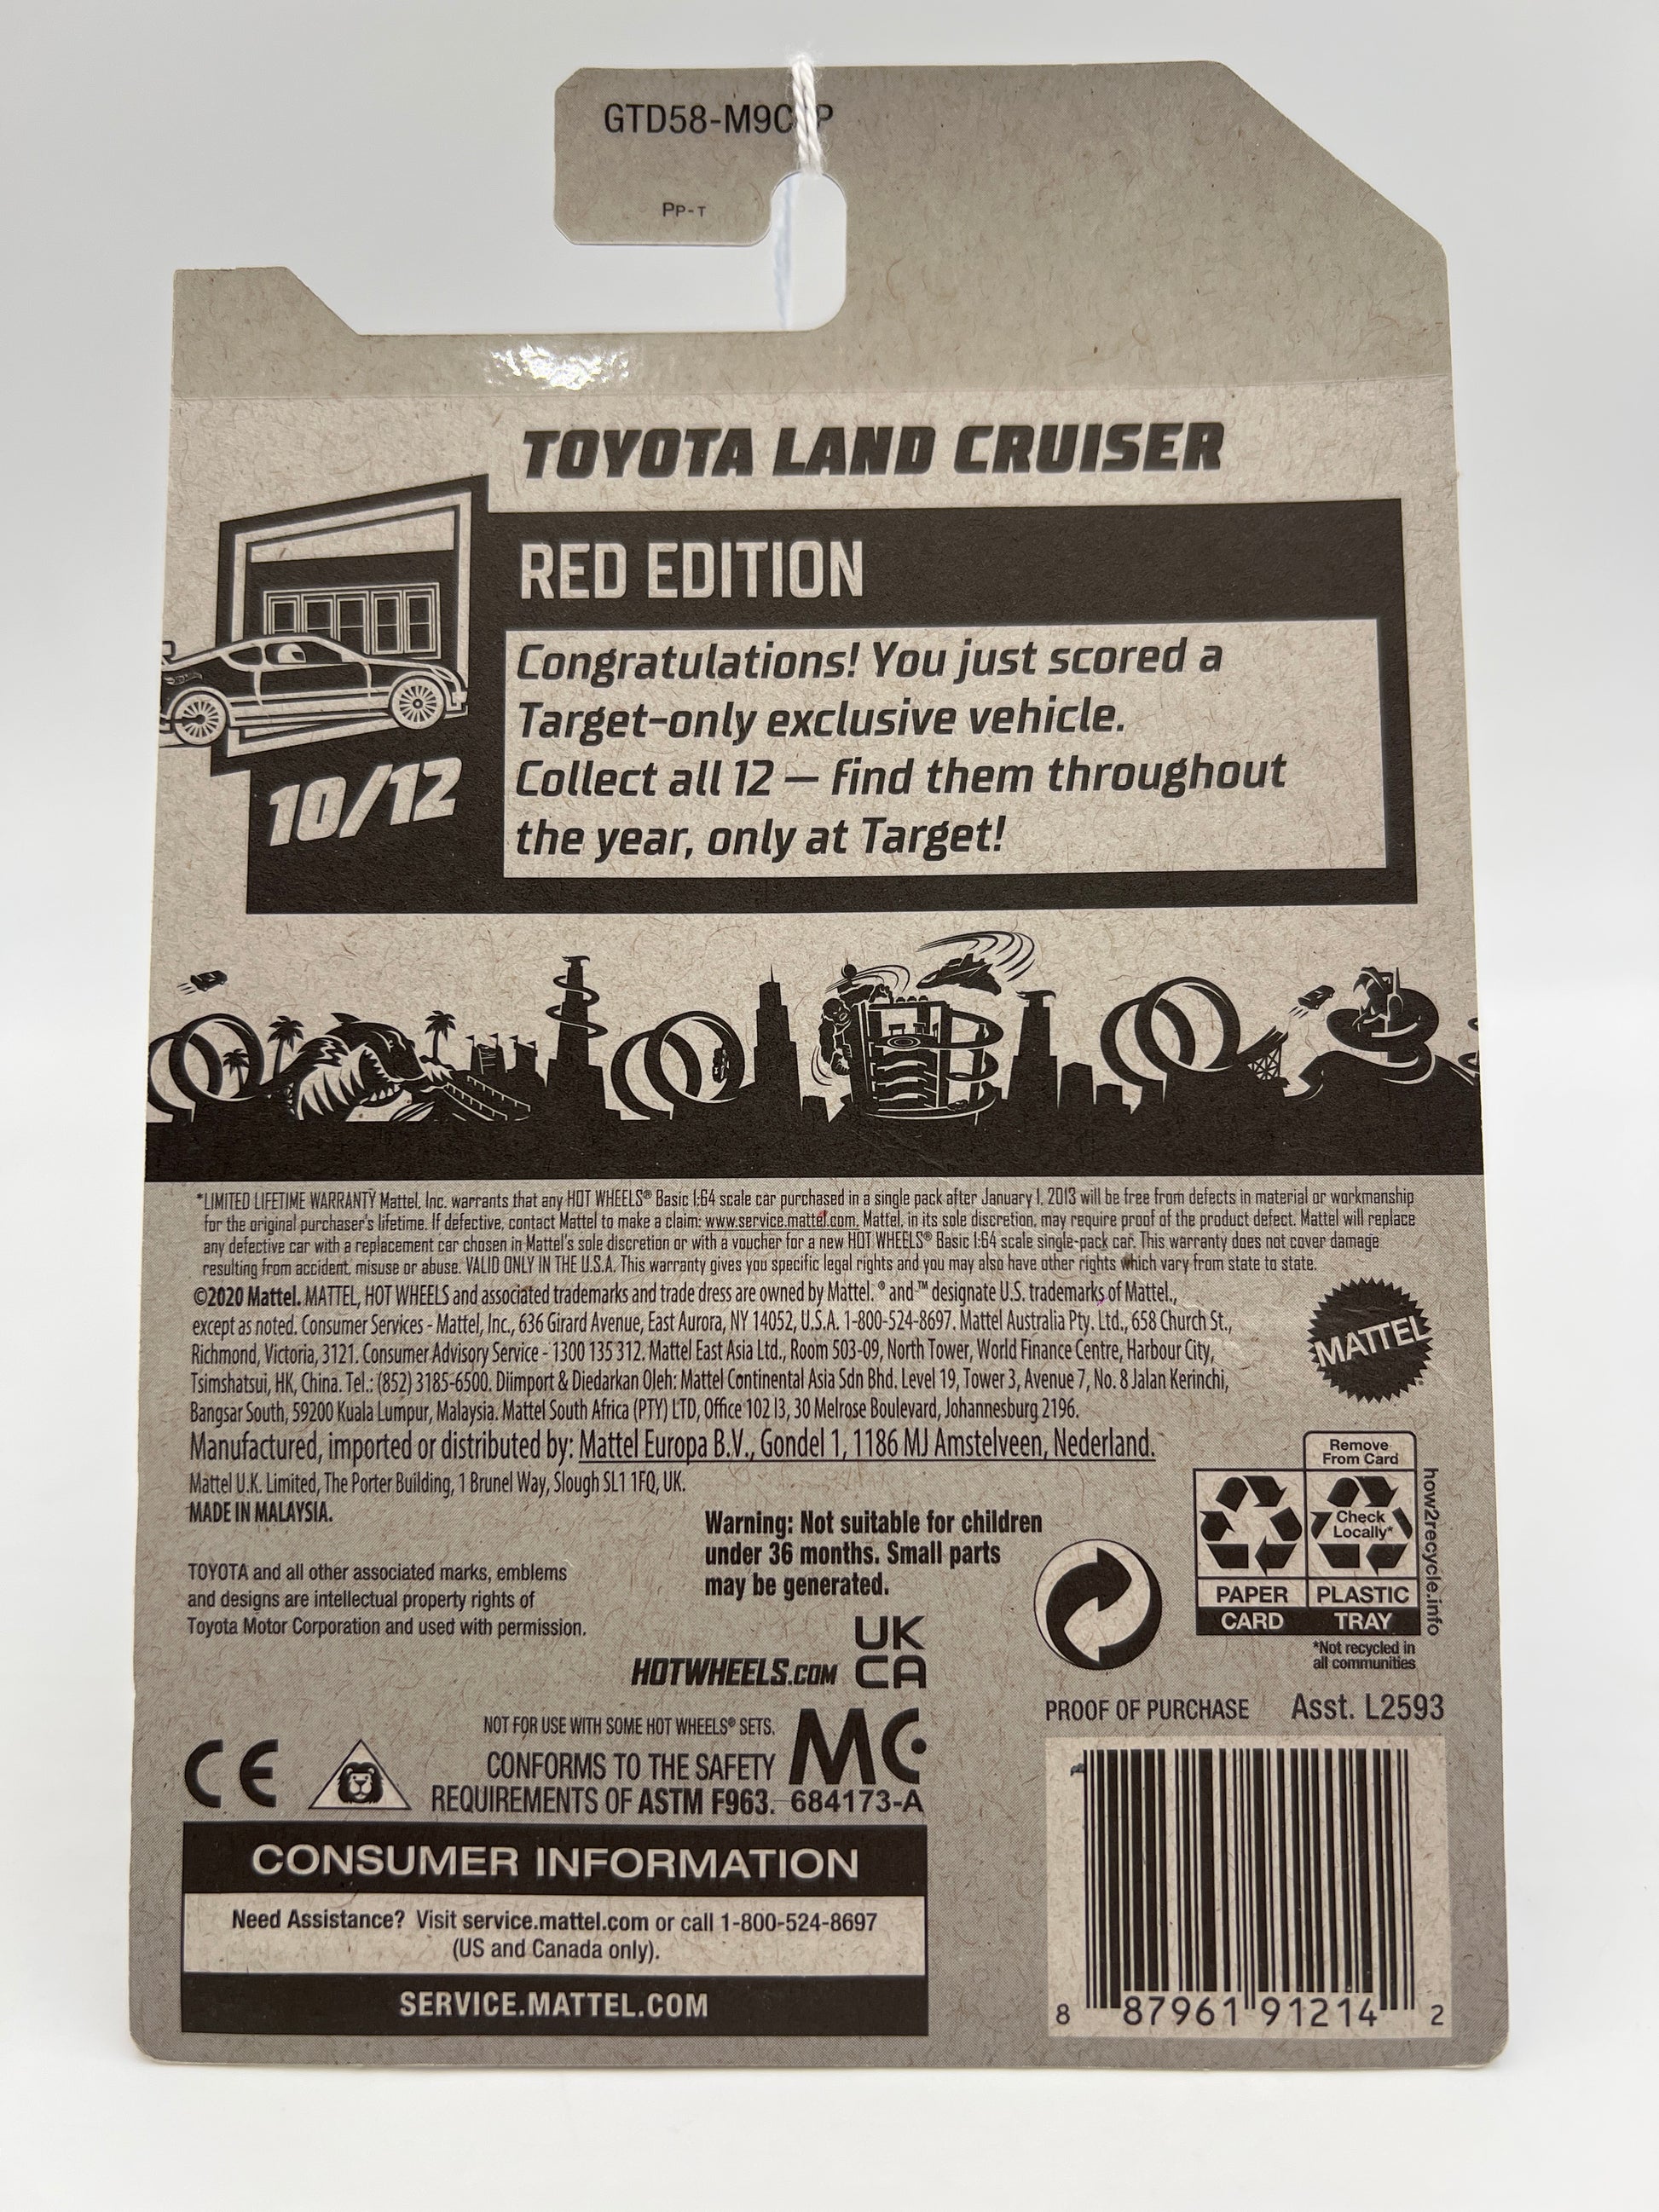 GTD58-M9C
P
PP-T
TOYOTA LAND CRUISER
RED EDITION
Congratulations! You just scored a
Target-only exclusive vehicle.
Collect all 12 – find them throughout
the year, only at Target!
10/12
*LIMITED LIFETIME WARRANTY Mattel, Inc. warrants that any HOT WHEELS® Basic 1:64 scale car purchased in a single pack after January 1, 2013 will be free from defects in material or workmanship
for the original purchaser's lifetime. If defective, contact Mattel to make a claim: www.service.mattel.com. Mattel, in its sole discretion, may require proof of the product defect. Mattel will replace
any defective car with a replacement car chosen in Mattel's sole discretion or with a voucher for a new HOT WHEELS® Basic 1:64 scale single-pack car. This warranty does not cover damage
resulting from accident, misuse or abuse. VALID ONLY IN THE U.S.A. This warranty gives you specific legal rights and you may also have other rights which vary from state to state.
©2020 Mattel. MATTEL, HOT WHEELS and associated trademarks and trade dress are owned by Mattel. ® and ™ designate U.S. trademarks of Mattel.,
except as noted. Consumer Services - Mattel, Inc., 636 Girard Avenue, East Aurora, NY 14052, U.S.A. 1-800-524-8697. Mattel Australia Pty. Ltd., 658 Church St.,
Richmond, Victoria, 3121. Consumer Advisory Service - 1300 135 312. Mattel East Asia Ltd., Room 503-09, North Tower, World Finance Centre, Harbour City,
Tsimshatsui, HK, China. Tel.: (852) 3185-6500. Diimport & Diedarkan Oleh: Mattel Continental Asia Sdn Bhd. Level 19, Tower 3, Avenue 7, No. 8 Jalan Kerinchi,
Bangsar South, 59200 Kuala Lumpur, Malaysia. Mattel South Africa (PTY) LTD, Office 102 I3, 30 Melrose Boulevard, Johannesburg 2196.
Manufactured, imported or distributed by: Mattel Europa B.V., Gondel 1, 1186 MJ Amstelveen, Nederland.
Mattel U.K. Limited, The Porter Building, 1 Brunel Way, Slough SL1 1FQ, UK.
MADE IN MALAYSIA.
MATTEL
TOYOTA and all other associated marks, emblems
and designs are intellectual property rights of
Toyota Motor Corporation and used with permission.
Warning: Not suitable for children
under 36 months. Small parts
may be generated.
Remove
From Card
Check
Locally*
PAPER
PLASTIC
CARD
TRAY
*Not recycled in
all communities
how2recycle.info
HOTWHEELS.COM
UK
CA
NOT FOR USE WITH SOME HOT WHEELS® SETS.
CONFORMS TO THE SAFETY
REQUIREMENTS OF ASTM F963.
CE
MC
684173-A
PROOF OF PURCHASE Asst. L2593
8 87961 91214 2
CONSUMER INFORMATION
Need Assistance? Visit service.mattel.com or call 1-800-524-8697
(US and Canada only).
SERVICE.MATTEL.COM